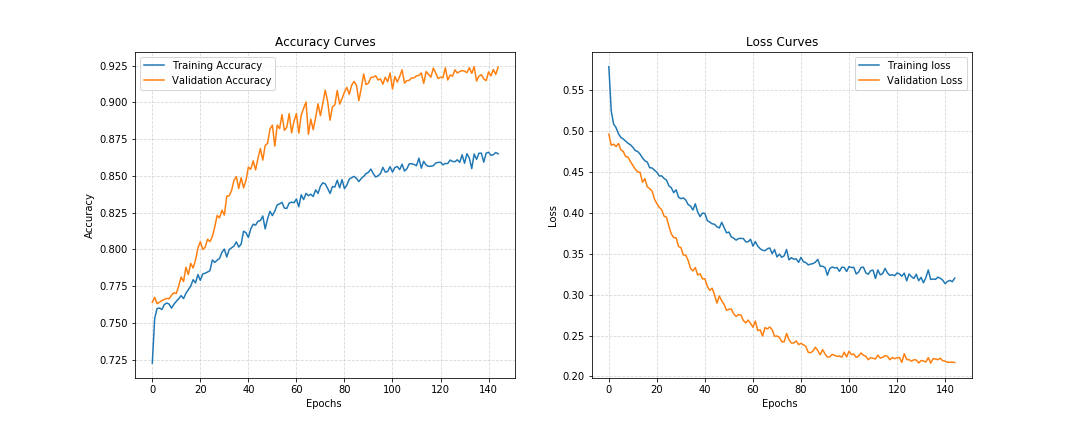 Accuracy Curves
Training Accuracy
Validation Accuracy
0.925
0.900
0.875
0.850
0.825
0.800
0.775
0.750
0.725
Accuracy
0 20 40 60 80 100 120 140
Epochs
Loss Curves
Training loss
Validation Loss
0.55
0.50
0.45
0.40
0.35
0.30
0.25
0.20
Loss
0 20 40 60 80 100 120 140
Epochs